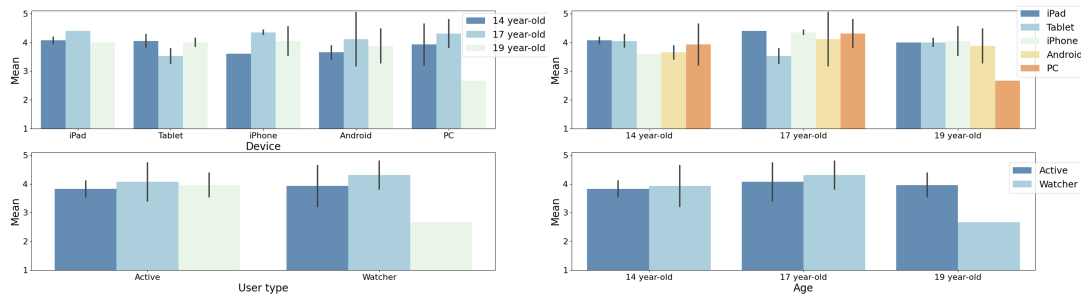 5
4
3
2
1
Mean
iPad
Tablet
iPhone
Android
PC
Device
14 year-old
17 year-old
19 year-old
5
4
3
2
1
Mean
14 year-old
17 year-old
19 year-old
iPad
Tablet
iPhone
Android
PC
5
4
3
2
1
Mean
Active
Watcher
User type
5
4
3
2
1
Mean
14 year-old
17 year-old
19 year-old
Age
Active
Watcher